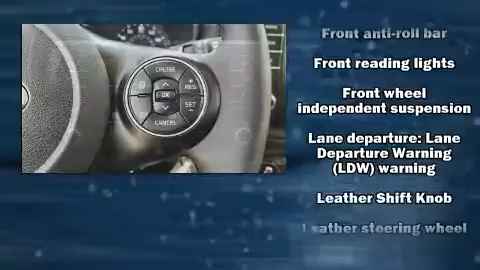 Front anti-roll bar
Front reading lights
Front wheel
independent suspension
Lane departure: Lane
Departure Warning
(LDW) warning
Leather Shift Knob
Leather steering wheel
CRUISE
+
RES
OK
SET
-
CANCEL